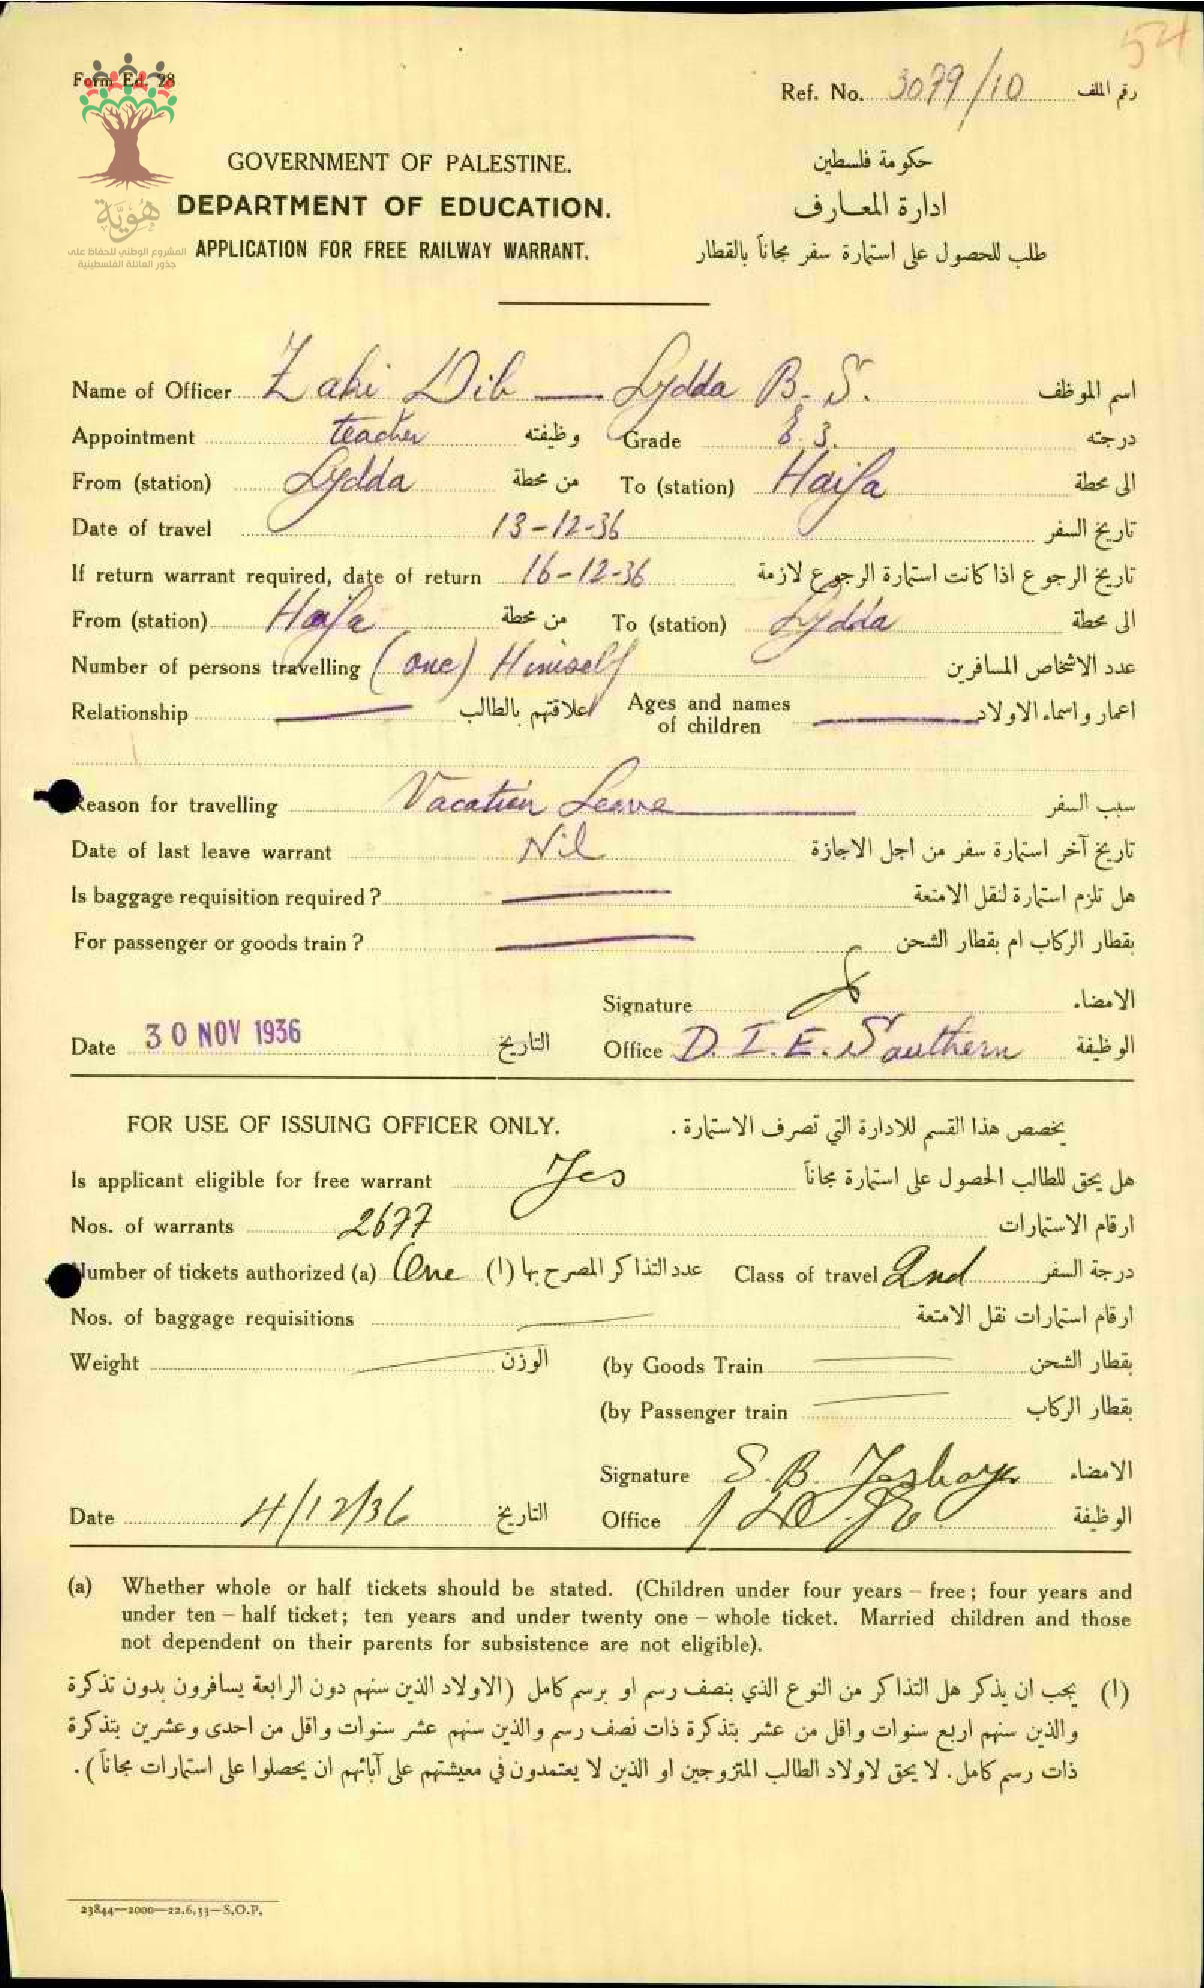 54
Form Ed. 28
Ref. No. 3079/10 رقم الملف
هوية
المشروع الوطني للحفاظ على
جذور العائلة الفلسطينية
GOVERNMENT OF PALESTINE. حكومة فلسطين
DEPARTMENT OF EDUCATION. ادارة المعارف
APPLICATION FOR FREE RAILWAY WARRANT. طلب للحصول على استمارة سفر مجاناً بالقطار
Name of Officer Zaki Dib — Lydda B. S. اسم الموظف
Appointment teacher وظيفته Grade 8.3. درجته
From (station) Lydda من محطة To (station) Haifa الى محطة
Date of travel 13-12-36 تاريخ السفر
If return warrant required, date of return 16-12-36 تاريخ الرجوع اذا كانت استمارة الرجوع لازمة
From (station) Haifa من محطة To (station) Lydda الى محطة
Number of persons travelling (one) Himself عدد الاشخاص المسافرين
Relationship — علاقتهم بالطالب Ages and names of children — اعمار واسماء الاولاد
Reason for travelling Vacation Leave سبب السفر
Date of last leave warrant Nil تاريخ آخر استمارة سفر من اجل الاجازة
Is baggage requisition required ? — هل تلزم استمارة لنقل الامتعة
For passenger or goods train ? — بقطار الركاب ام بقطار الشحن
Signature الامضاء.
Date 30 NOV 1936 التاريخ Office D. I. E. Southern الوظيفة
FOR USE OF ISSUING OFFICER ONLY. يخصص هذا القسم للادارة التي تصرف الاستمارة .
Is applicant eligible for free warrant Yes هل يحق للطالب الحصول على استمارة مجاناً
Nos. of warrants 2677 ارقام الاستمارات
Number of tickets authorized (a) One عدد التذاكر المصرح بها (١) Class of travel 2nd درجة السفر
Nos. of baggage requisitions — ارقام استمارات نقل الامتعة
Weight — الوزن (by Goods Train — بقطار الشحن
(by Passenger train — بقطار الركاب
Signature S. B. الامضاء.
Date 4/12/36 التاريخ Office الوظيفة
(a) Whether whole or half tickets should be stated. (Children under four years – free; four years and
under ten – half ticket; ten years and under twenty one – whole ticket. Married children and those
not dependent on their parents for subsistence are not eligible).
(١) يجب ان يذكر هل التذاكر من النوع الذي بنصف رسم او برسم كامل (الاولاد الذين سنهم دون الرابعة يسافرون بدون تذكرة
والذين سنهم اربع سنوات واقل من عشر بتذكرة ذات نصف رسم والذين سنهم عشر سنوات واقل من احدى وعشرين بتذكرة
ذات رسم كامل . لا يحق لاولاد الطالب المتزوجين او الذين لا يعتمدون في معيشتهم على آبائهم ان يحصلوا على استمارات مجاناً) .
23844—2000—22.6.33—S.O.P.